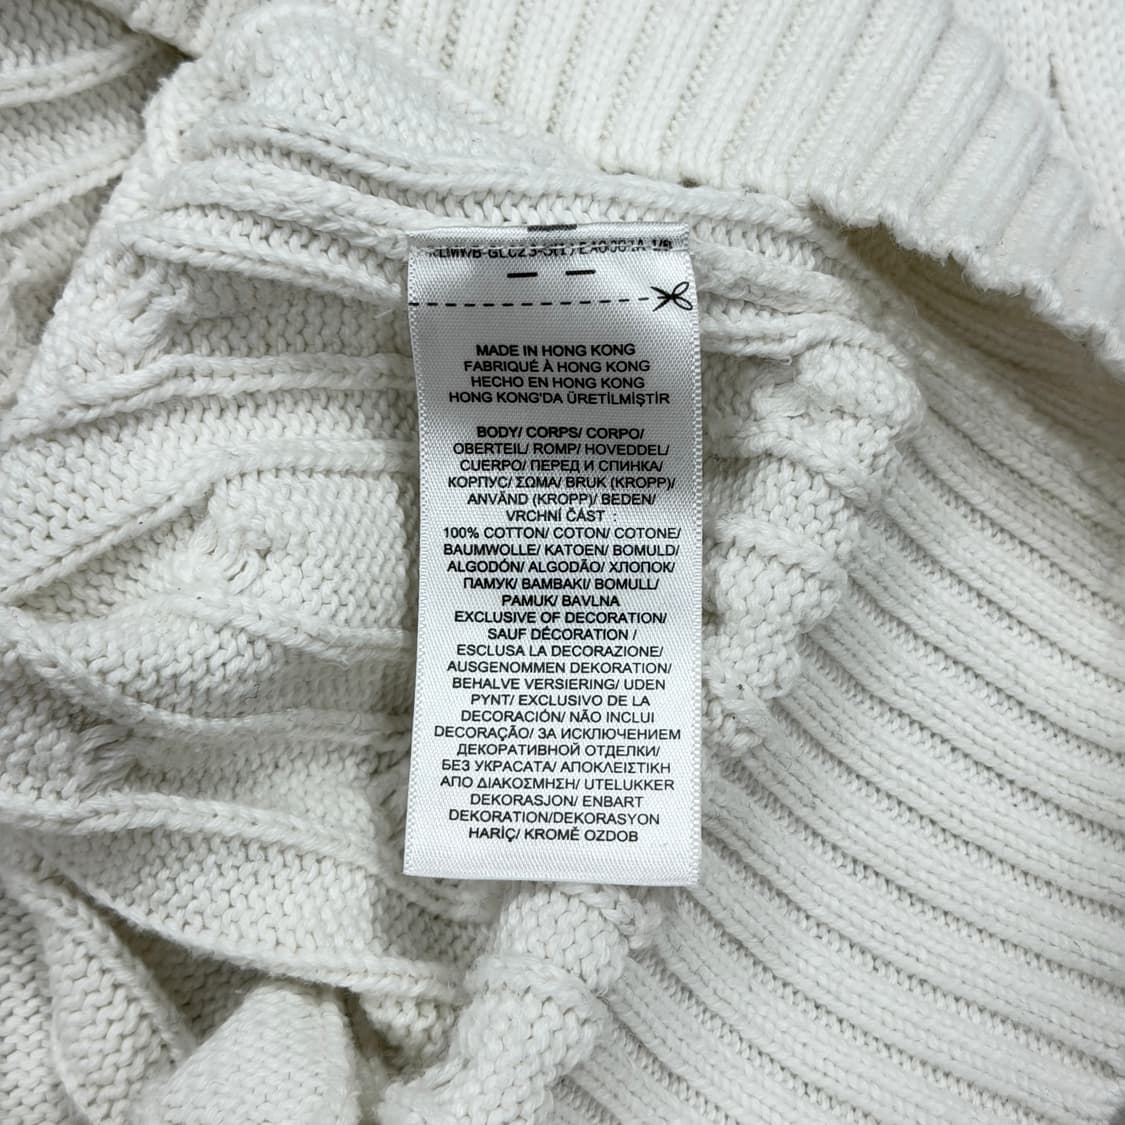 MADE IN HONG KONG
FABRIQUÉ À HONG KONG
HECHO EN HONG KONG
HONG KONG'DA ÜRETİLMİŞTİR
BODY/ CORPS/ CORPO/
OBERTEIL/ ROMP/ HOVEDDEL/
CUERPO/ ПЕРЕД И СПИНКА/
КОРПУС/ ΣΩΜΑ/ BRUK (KROPP)/
ANVÄND (KROPP)/ BEDEN/
VRCHNÍ ČÁST :
100% COTTON/ COTON/ COTONE/
BAUMWOLLE/ KATOEN/ BOMULD/
ALGODÓN/ ALGODÃO/ ХЛОПОК/
ПАМУК/ ΒΑΜΒΑΚΙ/ BOMULL/
PAMUK/ BAVLNA
EXCLUSIVE OF DECORATION/
SAUF DÉCORATION /
ESCLUSA LA DECORAZIONE/
AUSGENOMMEN DEKORATION/
BEHALVE VERSIERING/ UDEN
PYNT/ EXCLUSIVO DE LA
DECORACIÓN/ NÃO INCLUI
DECORAÇÃO/ ЗА ИСКЛЮЧЕНИЕМ
ДЕКОРАТИВНОЙ ОТДЕЛКИ/
БЕЗ УКРАСАТА/ ΑΠΟΚΛΕΙΣΤΙΚΗ
ΑΠΟ ΔΙΑΚΟΣΜΗΣΗ/ UTELUKKER
DEKORASJON/ ENBART
DEKORATION/DEKORASYON
HARİÇ/ KROMĚ OZDOB